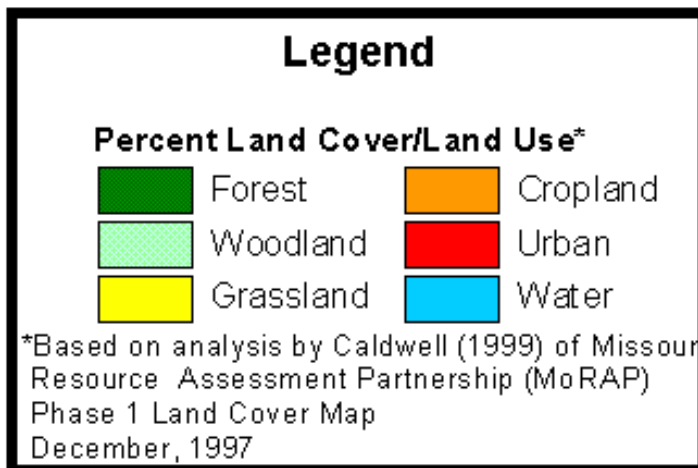 Legend
Percent Land Cover/Land Use*
Forest Cropland
Woodland Urban
Grassland Water
*Based on analysis by Caldwell (1999) of Missour
Resource Assessment Partnership (MoRAP)
Phase 1 Land Cover Map
December, 1997